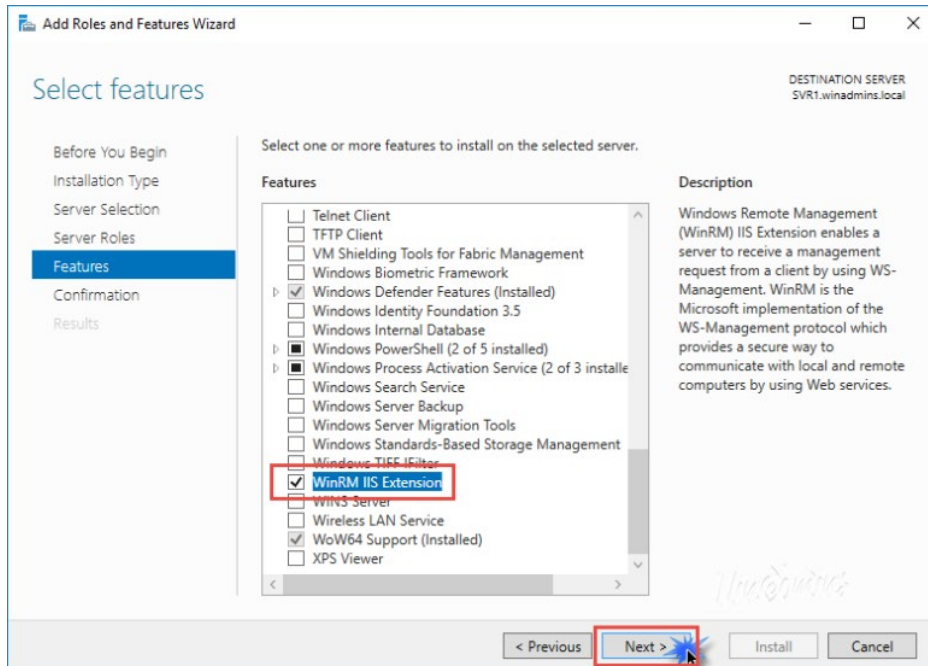 Add Roles and Features Wizard
Select features
DESTINATION SERVER
SVR1.winadmins.local
Before You Begin
Installation Type
Server Selection
Server Roles
Features
Confirmation
Results
Select one or more features to install on the selected server.
Features
Telnet Client
TFTP Client
VM Shielding Tools for Fabric Management
Windows Biometric Framework
Windows Defender Features (Installed)
Windows Identity Foundation 3.5
Windows Internal Database
Windows PowerShell (2 of 5 installed)
Windows Process Activation Service (2 of 3 installe
Windows Search Service
Windows Server Backup
Windows Server Migration Tools
Windows Standards-Based Storage Management
Windows TIFF IFilter
WinRM IIS Extension
WINS Server
Wireless LAN Service
WoW64 Support (Installed)
XPS Viewer
Description
Windows Remote Management
(WinRM) IIS Extension enables a
server to receive a management
request from a client by using WS-
Management. WinRM is the
Microsoft implementation of the
WS-Management protocol which
provides a secure way to
communicate with local and remote
computers by using Web services.
< Previous
Next >
Install
Cancel